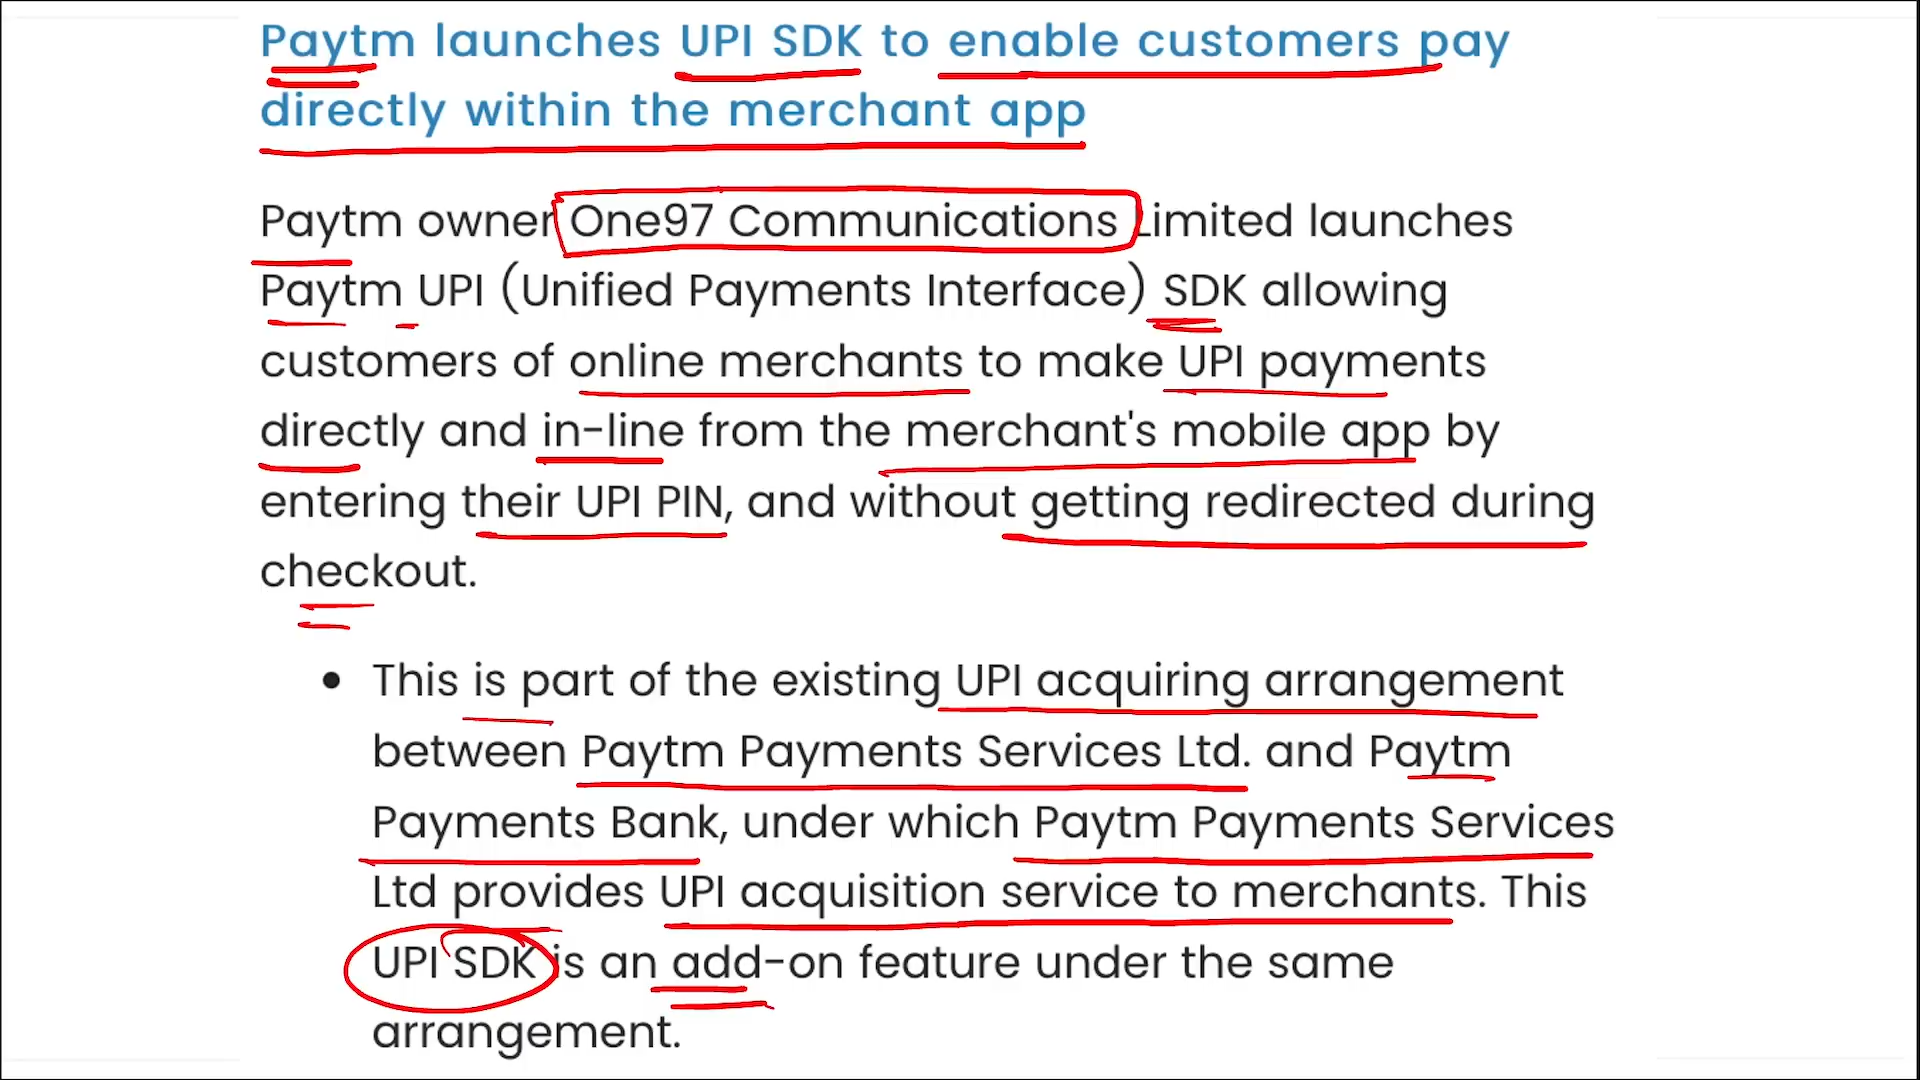 Paytm launches UPI SDK to enable customers pay
directly within the merchant app
Paytm owner One97 Communications Limited launches
Paytm UPI (Unified Payments Interface) SDK allowing
customers of online merchants to make UPI payments
directly and in-line from the merchant's mobile app by
entering their UPI PIN, and without getting redirected during
checkout.
• This is part of the existing UPI acquiring arrangement
between Paytm Payments Services Ltd. and Paytm
Payments Bank, under which Paytm Payments Services
Ltd provides UPI acquisition service to merchants. This
UPI SDK is an add-on feature under the same
arrangement.